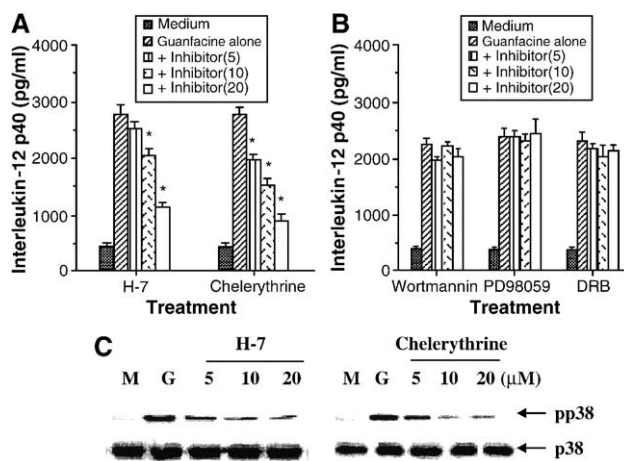 A
Interleukin-12 p40 (pg/ml)
4000
3000
2000
1000
0
Medium
Guanfacine alone
+ Inhibitor(5)
+ Inhibitor(10)
+ Inhibitor(20)
*
*
*
*
*
H-7
Chelerythrine
Treatment
B
Interleukin-12 p40 (pg/ml)
4000
3000
2000
1000
0
Medium
Guanfacine alone
+ Inhibitor(5)
+ Inhibitor(10)
+ Inhibitor(20)
Wortmannin
PD98059
DRB
Treatment
C
H-7
Chelerythrine
M G 5 10 20
M G 5 10 20 (μM)
pp38
p38